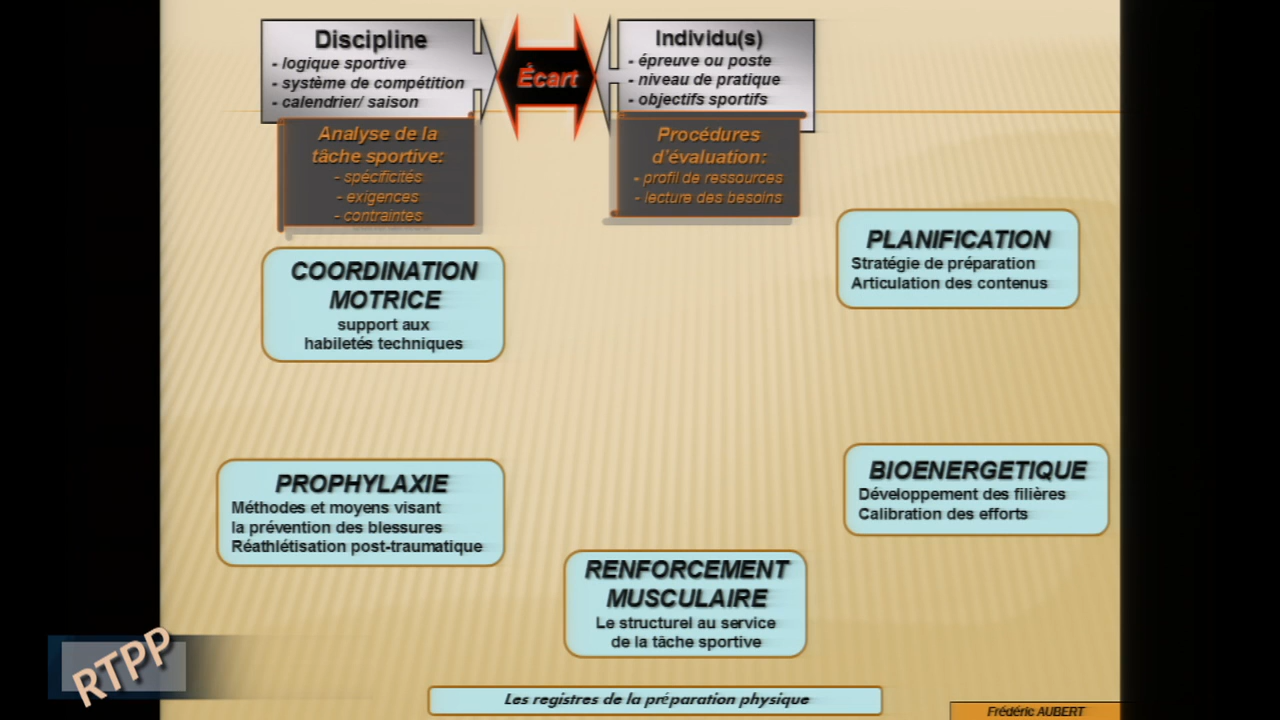 Discipline
- logique sportive
- système de compétition
- calendrier/ saison
Écart
Individu(s)
- épreuve ou poste
- niveau de pratique
- objectifs sportifs
Analyse de la
tâche sportive:
- spécificités
- exigences
- contraintes
Procédures
d'évaluation:
- profil de ressources
- lecture des besoins
PLANIFICATION
Stratégie de préparation
Articulation des contenus
COORDINATION
MOTRICE
support aux
habiletés techniques
PROPHYLAXIE
Méthodes et moyens visant
la prévention des blessures
Réathlétisation post-traumatique
BIOENERGETIQUE
Développement des filières
Calibration des efforts
RENFORCEMENT
MUSCULAIRE
Le structurel au service
de la tâche sportive
RTPP
Les registres de la préparation physique
Frédéric AUBERT